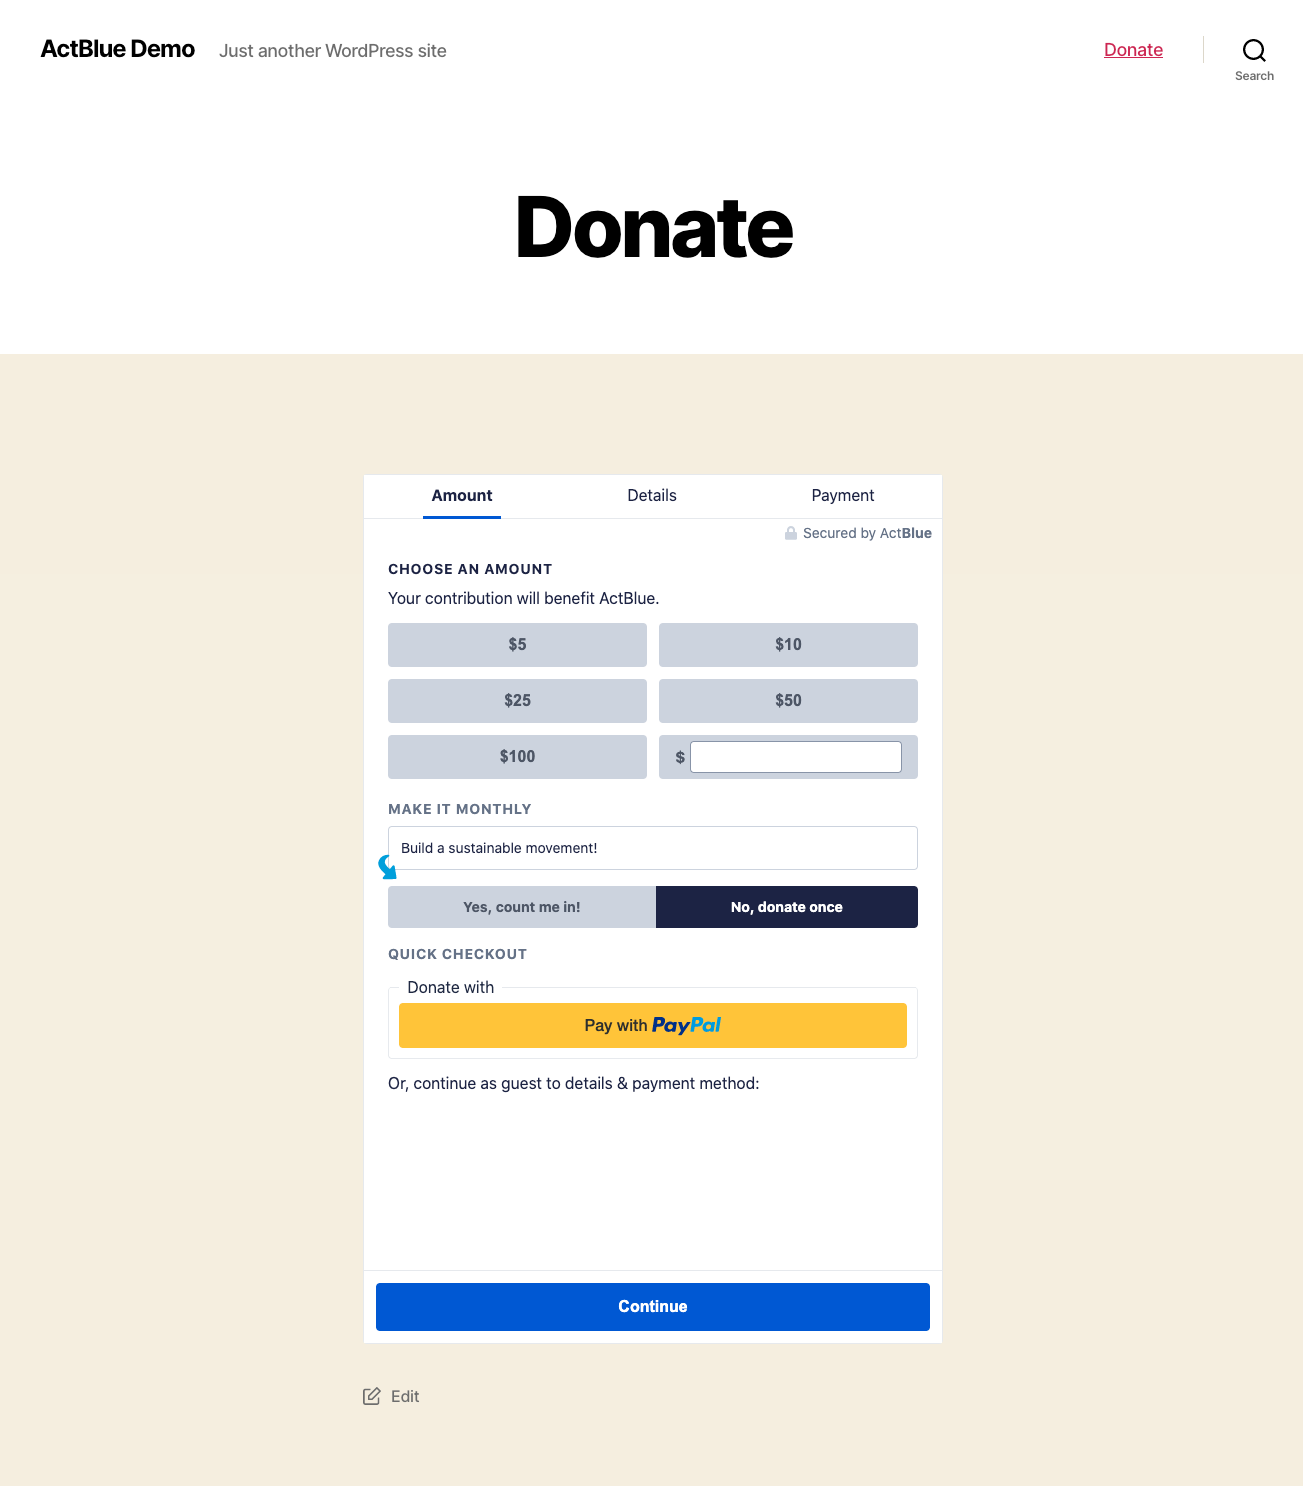 ActBlue Demo Just another WordPress site Donate
Search
Donate
Amount Details Payment
Secured by ActBlue
CHOOSE AN AMOUNT
Your contribution will benefit ActBlue.
$5 $10
$25 $50
$100 $
MAKE IT MONTHLY
Build a sustainable movement!
Yes, count me in! No, donate once
QUICK CHECKOUT
Donate with
Pay with PayPal
Or, continue as guest to details & payment method:
Continue
Edit